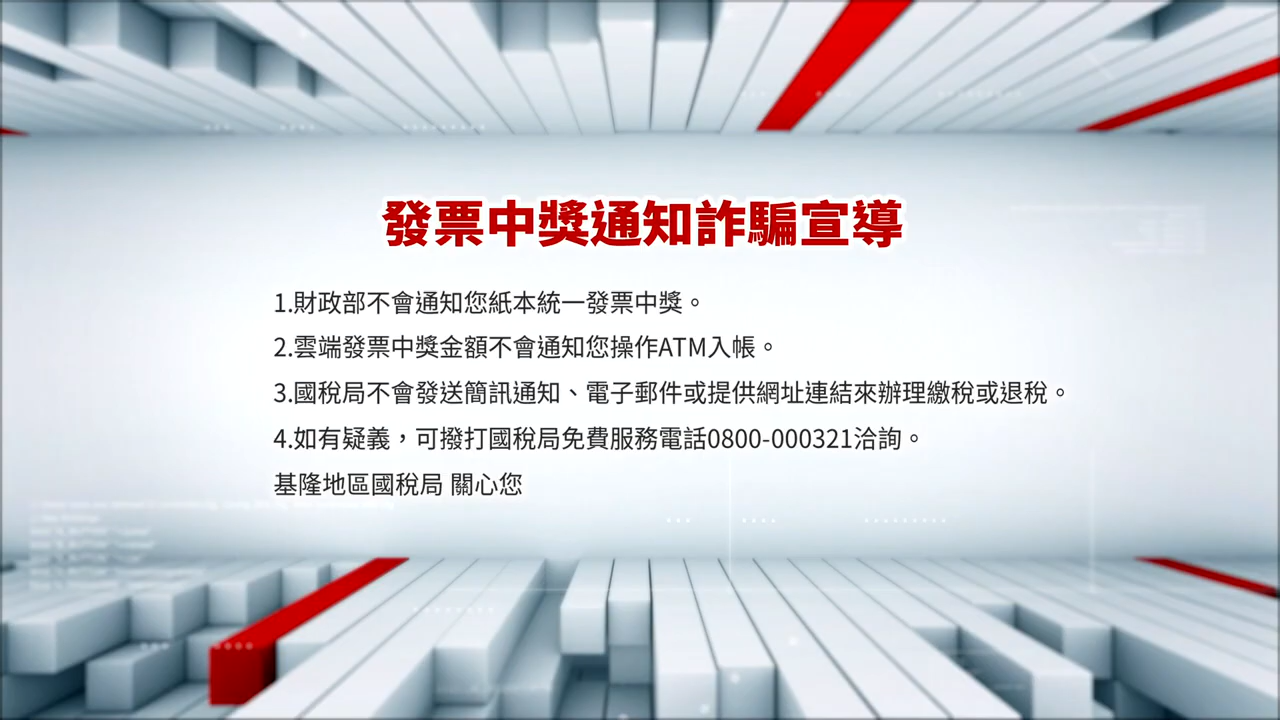 發票中獎通知詐騙宣導
1.財政部不會通知您紙本統一發票中獎。
2.雲端發票中獎金額不會通知您操作ATM入帳。
3.國稅局不會發送簡訊通知、電子郵件或提供網址連結來辦理繳稅或退稅。
4.如有疑義，可撥打國稅局免費服務電話0800-000321洽詢。
基隆地區國稅局 關心您